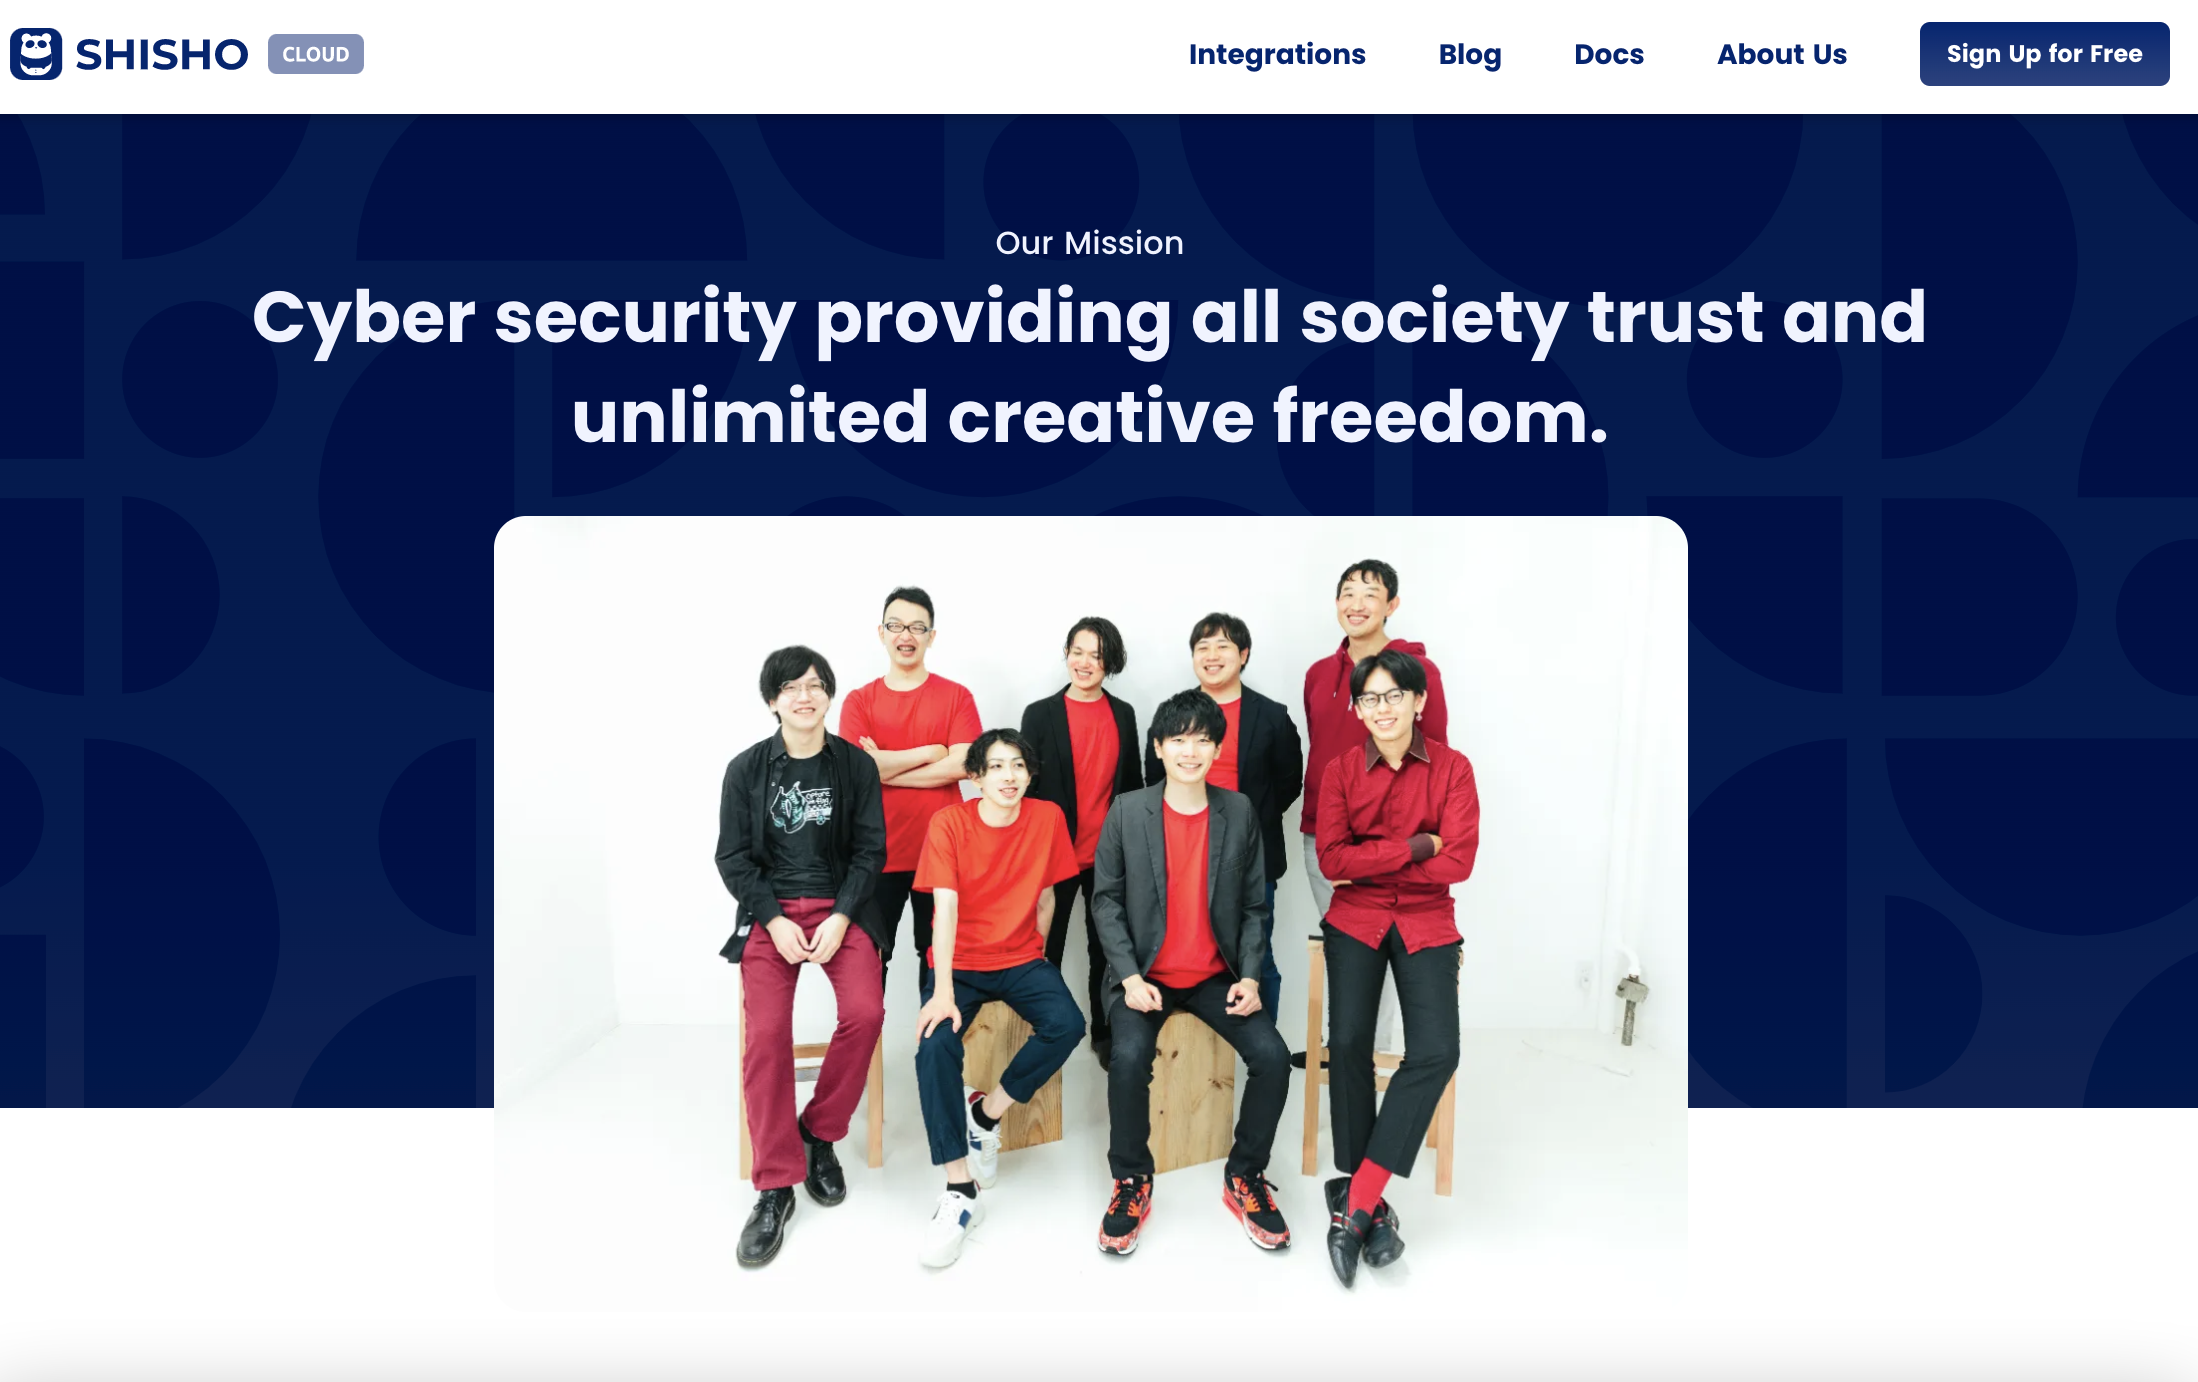 SHISHO CLOUD
Integrations Blog Docs About Us Sign Up for Free
Our Mission
Cyber security providing all society trust and
unlimited creative freedom.